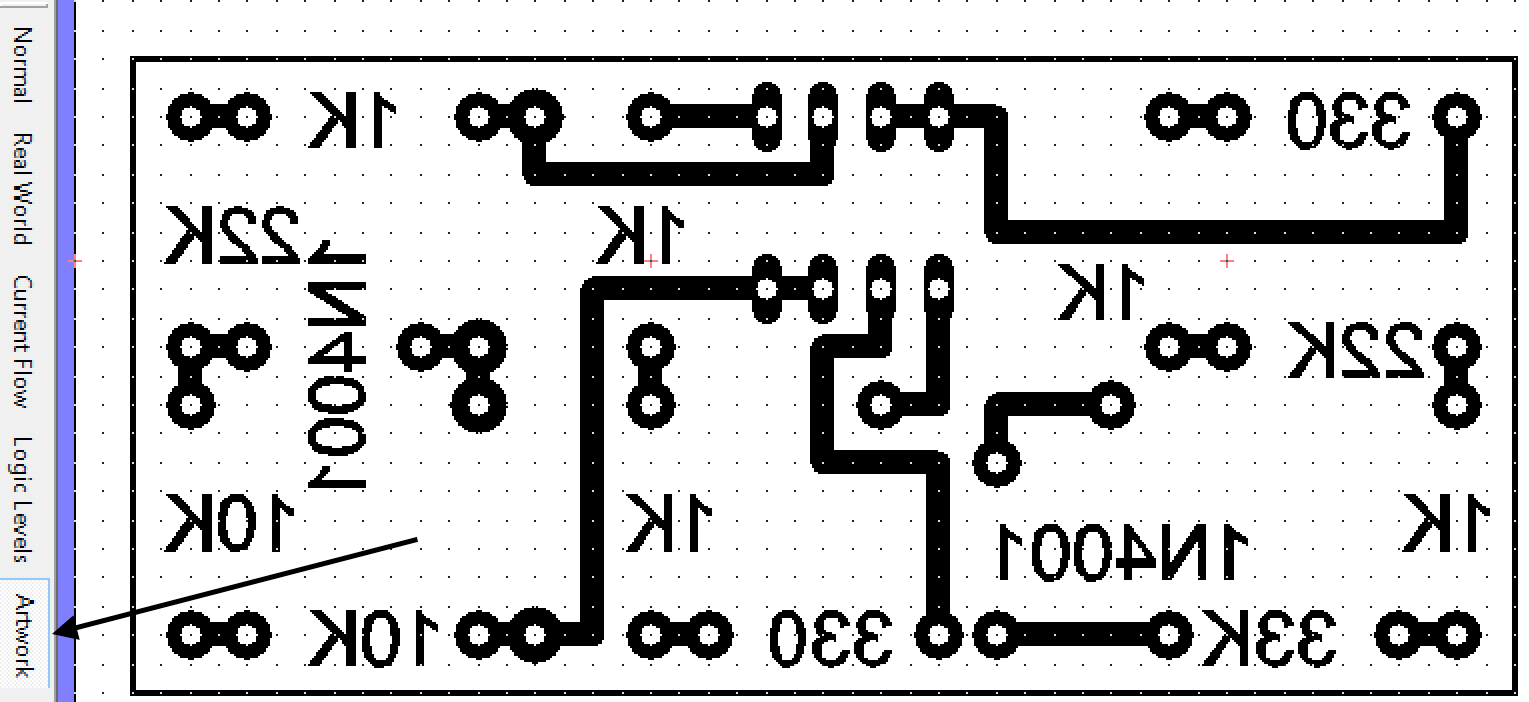 Normal
Real World
Current Flow
Logic Levels
Artwork
1K
330
22K
1K
1N4001
1K
22K
10K
1K
1N4001
1K
10K
330
33K